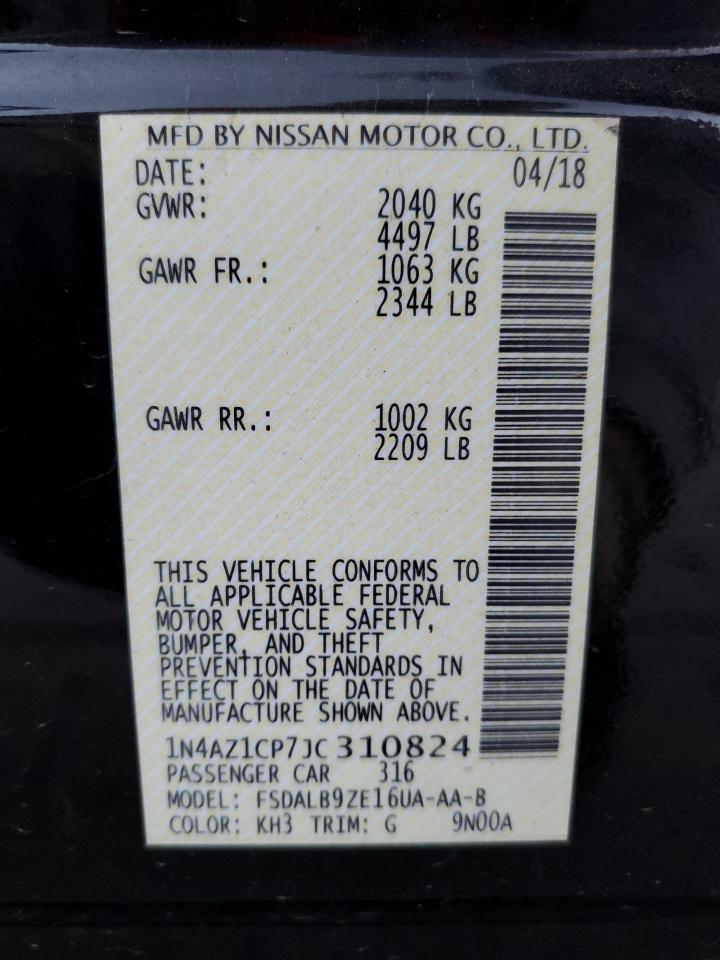 MFD BY NISSAN MOTOR CO., LTD.
DATE: 04/18
GVWR: 2040 KG
4497 LB
GAWR FR.: 1063 KG
2344 LB
GAWR RR.: 1002 KG
2209 LB
THIS VEHICLE CONFORMS TO
ALL APPLICABLE FEDERAL
MOTOR VEHICLE SAFETY,
BUMPER, AND THEFT
PREVENTION STANDARDS IN
EFFECT ON THE DATE OF
MANUFACTURE SHOWN ABOVE.
1N4AZ1CP7JC310824
PASSENGER CAR 316
MODEL: FSDALB9ZE16UA-AA-B
COLOR: KH3 TRIM: G 9N00A